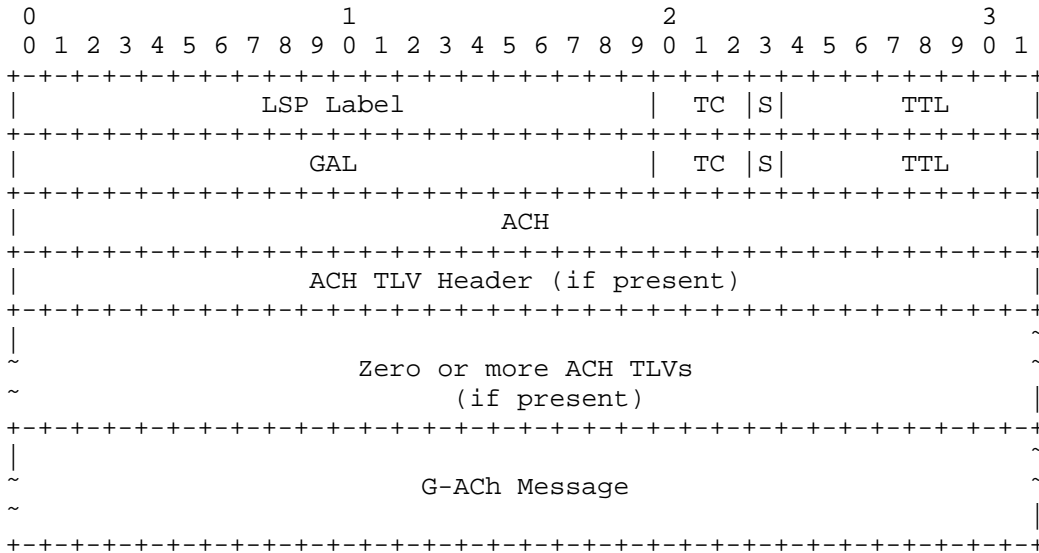 0                   1                   2                   3
 0 1 2 3 4 5 6 7 8 9 0 1 2 3 4 5 6 7 8 9 0 1 2 3 4 5 6 7 8 9 0 1
+-+-+-+-+-+-+-+-+-+-+-+-+-+-+-+-+-+-+-+-+-+-+-+-+-+-+-+-+-+-+-+-+
|               LSP Label               |  TC |S|      TTL      |
+-+-+-+-+-+-+-+-+-+-+-+-+-+-+-+-+-+-+-+-+-+-+-+-+-+-+-+-+-+-+-+-+
|                  GAL                  |  TC |S|      TTL      |
+-+-+-+-+-+-+-+-+-+-+-+-+-+-+-+-+-+-+-+-+-+-+-+-+-+-+-+-+-+-+-+-+
|                              ACH                              |
+-+-+-+-+-+-+-+-+-+-+-+-+-+-+-+-+-+-+-+-+-+-+-+-+-+-+-+-+-+-+-+-+
|                  ACH TLV Header (if present)                  |
+-+-+-+-+-+-+-+-+-+-+-+-+-+-+-+-+-+-+-+-+-+-+-+-+-+-+-+-+-+-+-+-+
|                                                               ~
~                     Zero or more ACH TLVs                     ~
~                           (if present)                        |
+-+-+-+-+-+-+-+-+-+-+-+-+-+-+-+-+-+-+-+-+-+-+-+-+-+-+-+-+-+-+-+-+
|                                                               ~
~                         G-ACh Message                         ~
~                                                               |
+-+-+-+-+-+-+-+-+-+-+-+-+-+-+-+-+-+-+-+-+-+-+-+-+-+-+-+-+-+-+-+-+